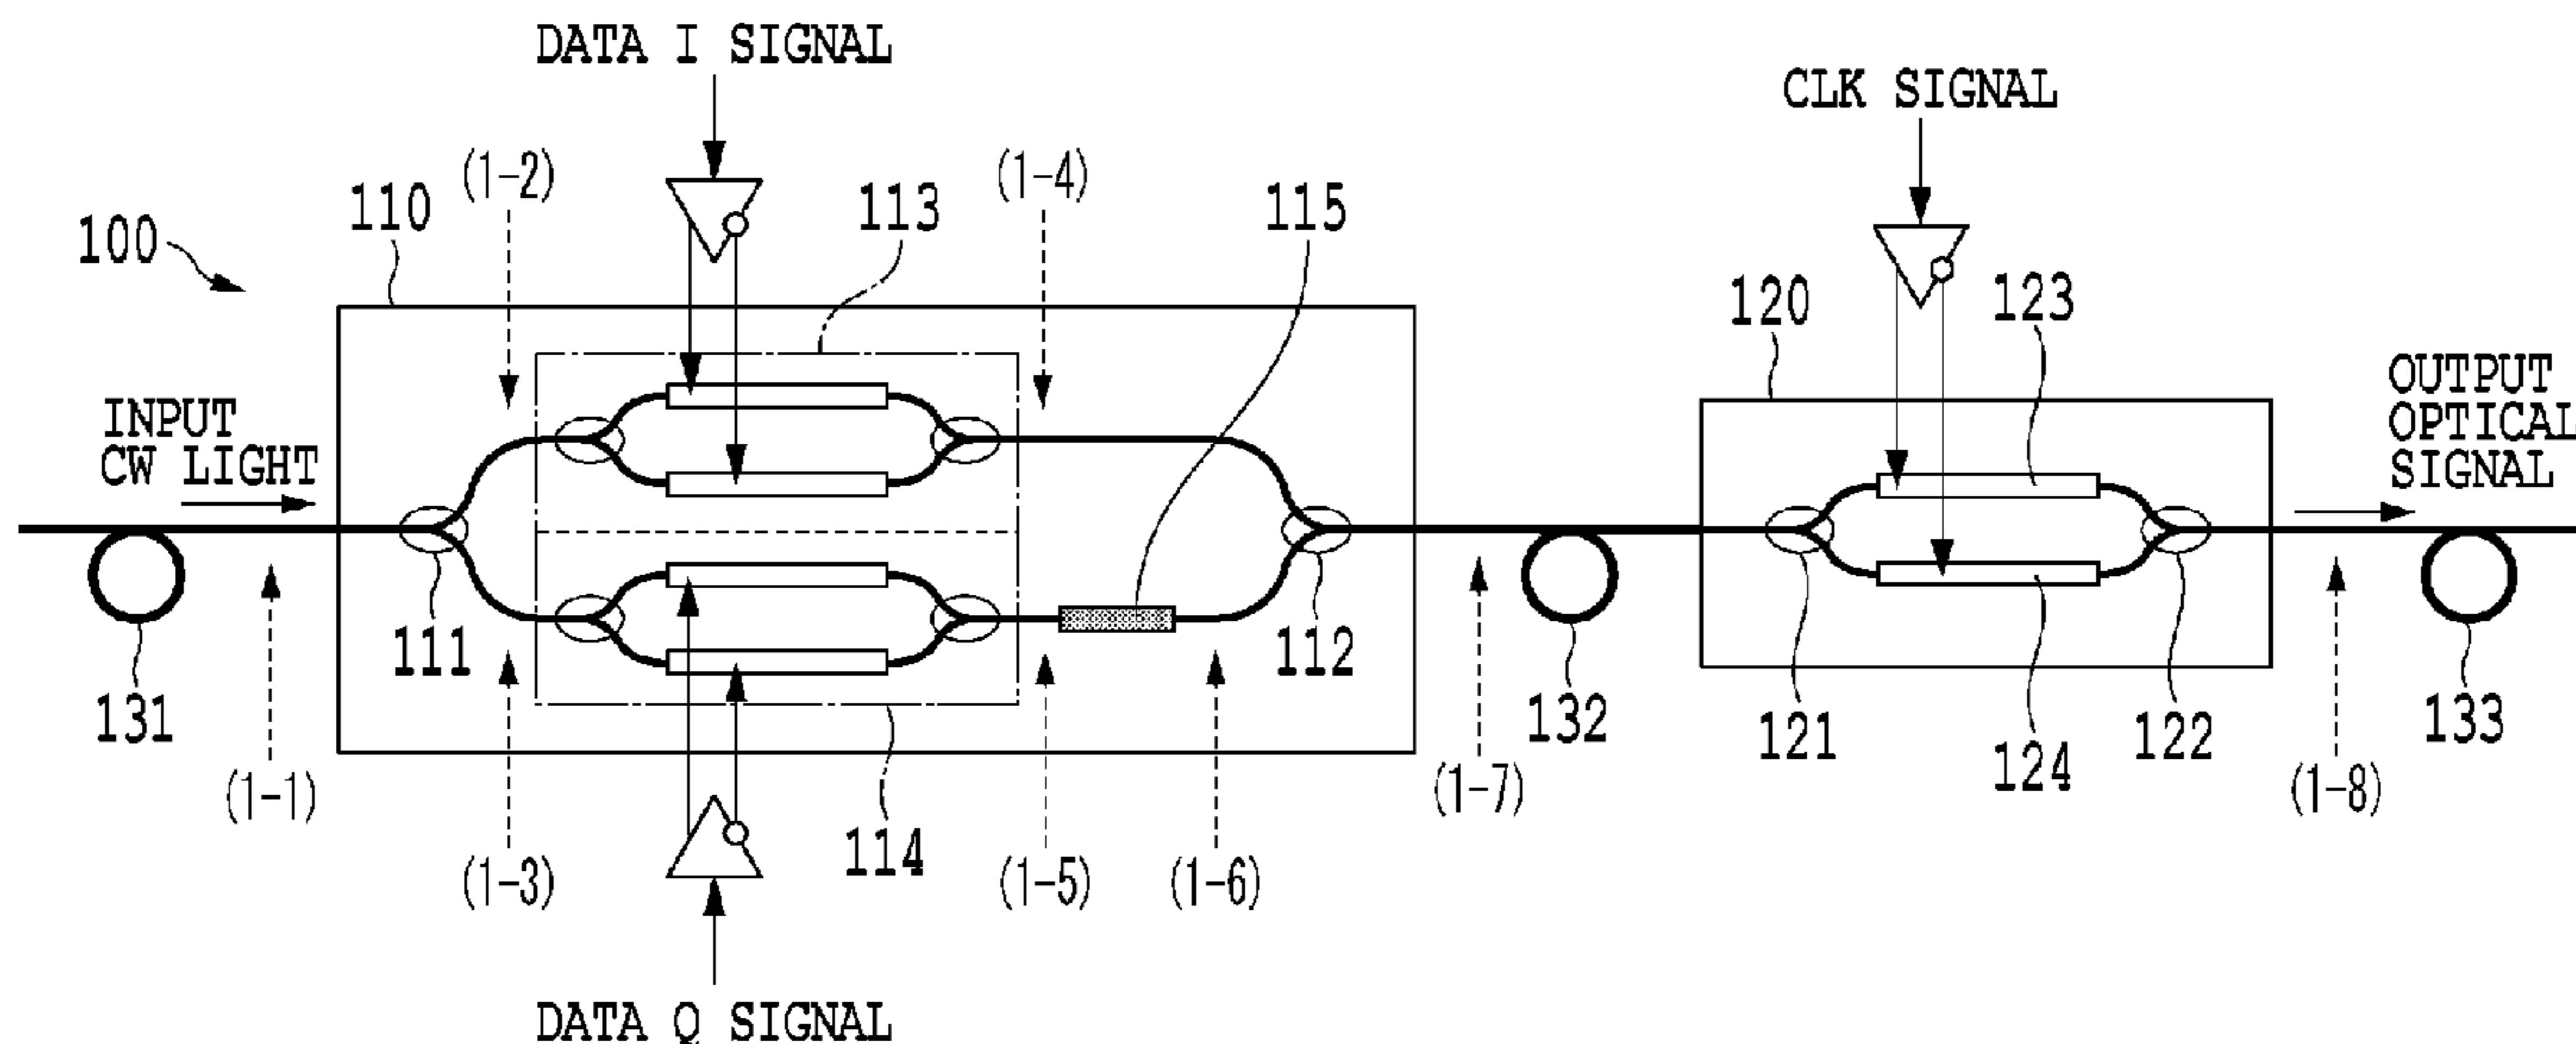 DATA I SIGNAL
CLK SIGNAL
(1-2)
(1-4)
110
113
115
100
120
123
INPUT
CW LIGHT
OUTPUT
OPTICAL
SIGNAL
111
112
131
132
121
122
133
124
(1-1)
(1-7)
(1-8)
114
(1-3)
(1-5)
(1-6)
DATA Q SIGNAL